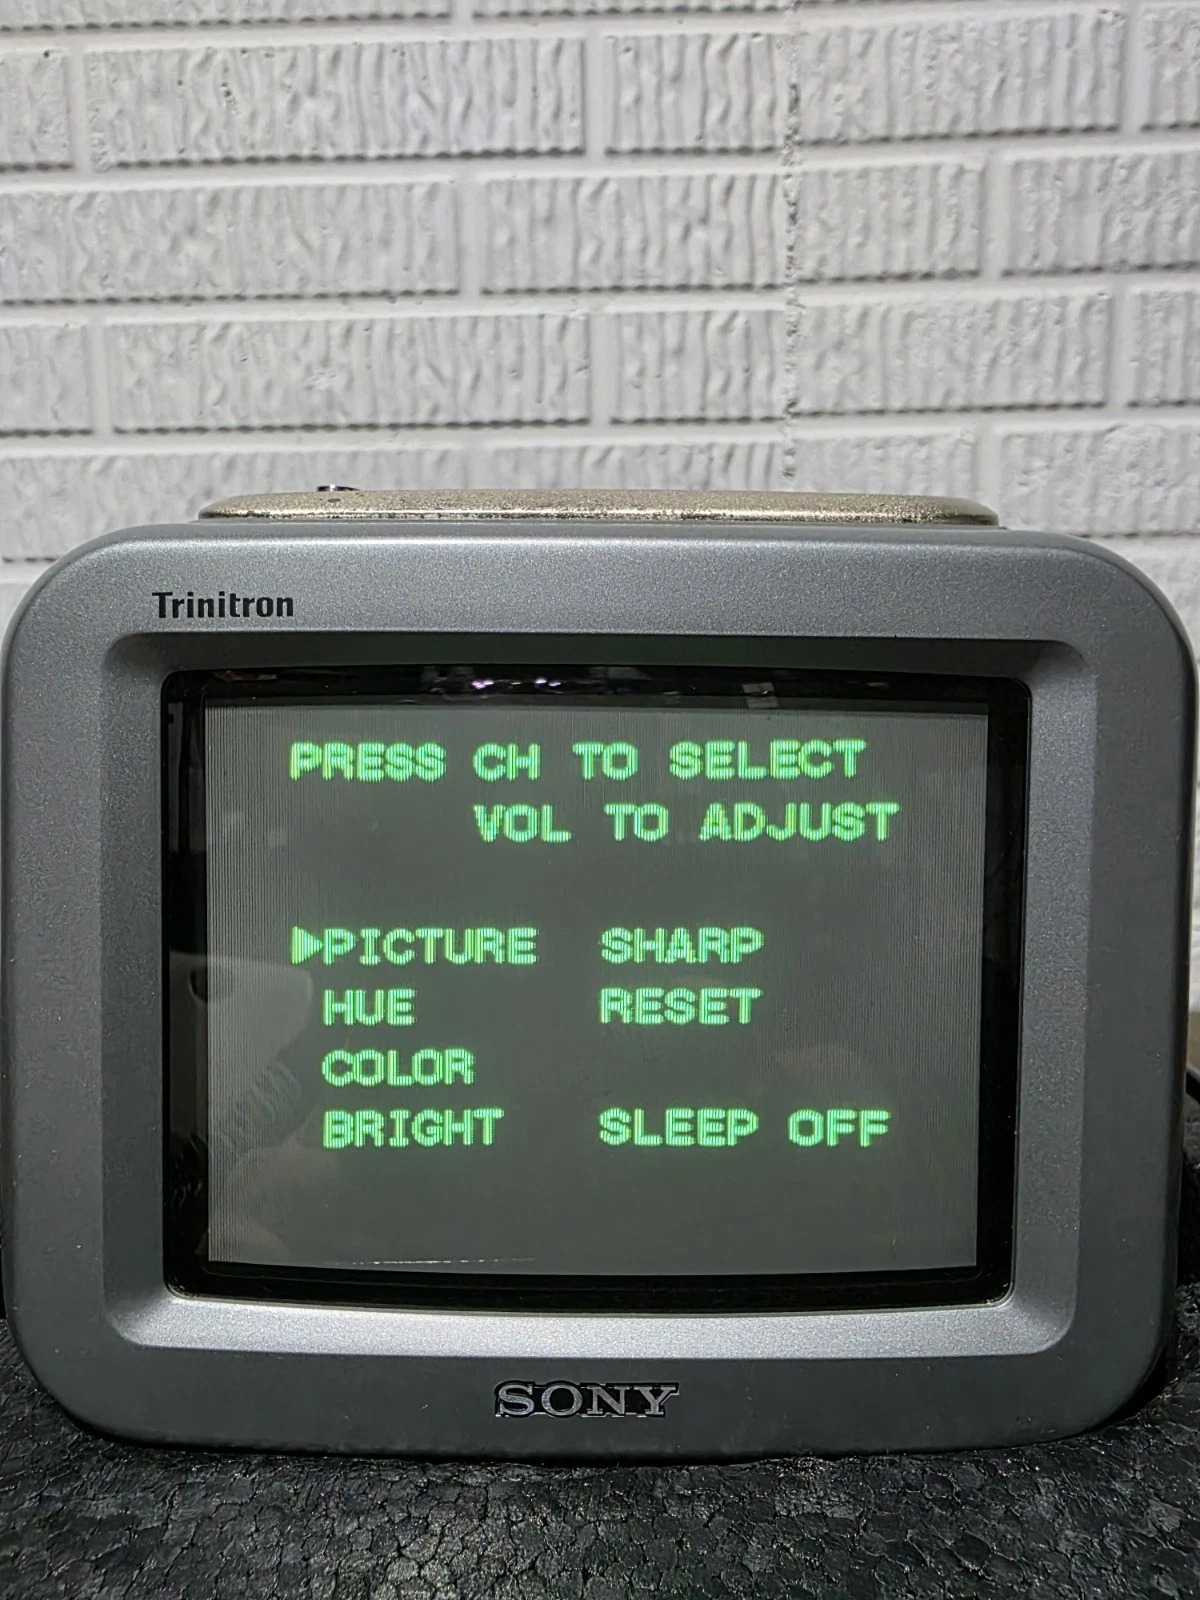 Trinitron
PRESS CH TO SELECT
VOL TO ADJUST
▶PICTURE SHARP
HUE RESET
COLOR
BRIGHT SLEEP OFF
SONY